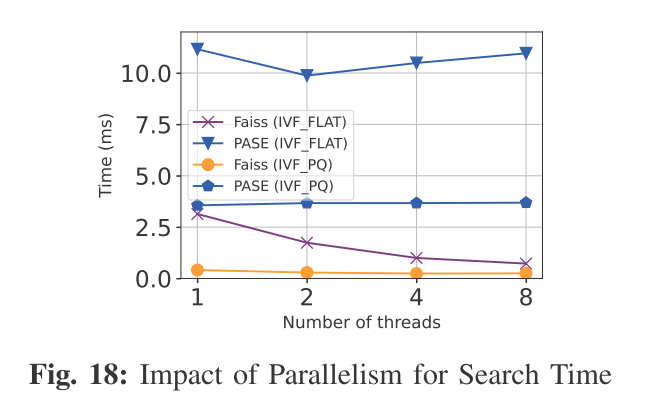 10.0
7.5
5.0
2.5
0.0
Time (ms)
Faiss (IVF_FLAT)
PASE (IVF_FLAT)
Faiss (IVF_PQ)
PASE (IVF_PQ)
1 2 4 8
Number of threads
Fig. 18: Impact of Parallelism for Search Time